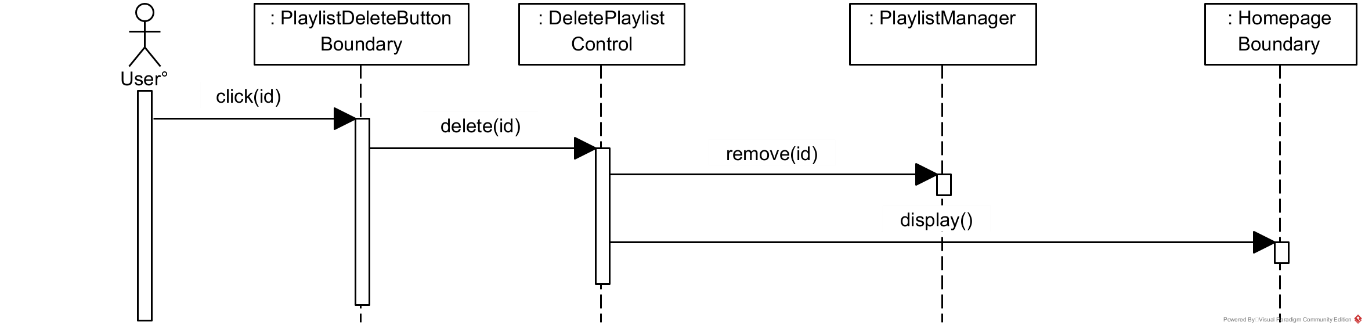 : PlaylistDeleteButton
Boundary
: DeletePlaylist
Control
: PlaylistManager
: Homepage
Boundary
User°
click(id)
delete(id)
remove(id)
display()
Powered By: Visual Paradigm Community Edition